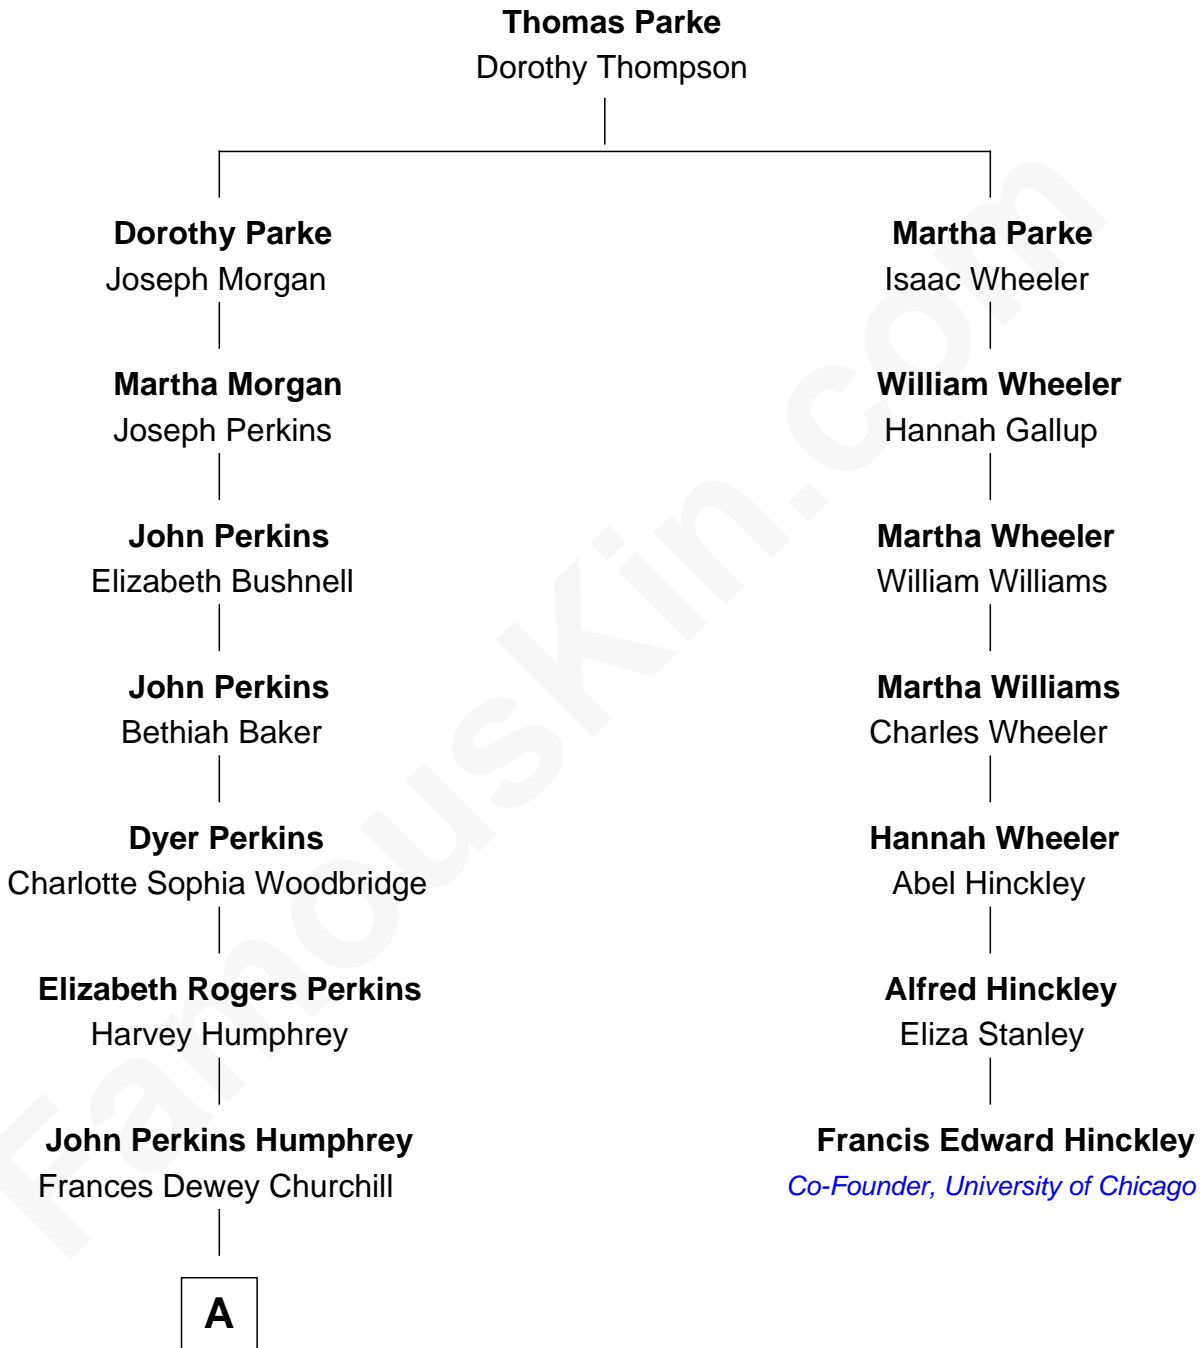 Thomas Parke
Dorothy Thompson
Dorothy Parke
Joseph Morgan
Martha Parke
Isaac Wheeler
Martha Morgan
Joseph Perkins
William Wheeler
Hannah Gallup
John Perkins
Elizabeth Bushnell
Martha Wheeler
William Williams
John Perkins
Bethiah Baker
Martha Williams
Charles Wheeler
Dyer Perkins
Charlotte Sophia Woodbridge
Hannah Wheeler
Abel Hinckley
Elizabeth Rogers Perkins
Harvey Humphrey
Alfred Hinckley
Eliza Stanley
John Perkins Humphrey
Frances Dewey Churchill
Francis Edward Hinckley
Co-Founder, University of Chicago
A
FamousKin.com